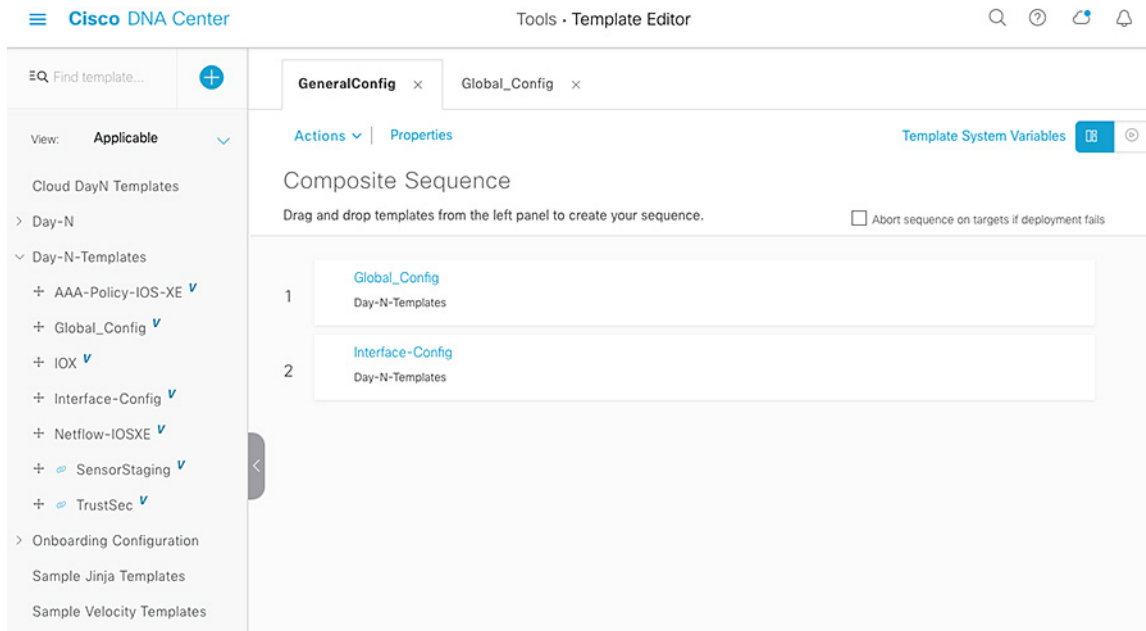 Cisco DNA Center
Tools · Template Editor
Find template...
GeneralConfig ×
Global_Config ×
View: Applicable
Actions | Properties
Template System Variables
Cloud DayN Templates
Day-N
Day-N-Templates
AAA-Policy-IOS-XE V
Global_Config V
IOX V
Interface-Config V
Netflow-IOSXE V
SensorStaging V
TrustSec V
Onboarding Configuration
Sample Jinja Templates
Sample Velocity Templates
Composite Sequence
Drag and drop templates from the left panel to create your sequence.
Abort sequence on targets if deployment fails
1
Global_Config
Day-N-Templates
2
Interface-Config
Day-N-Templates